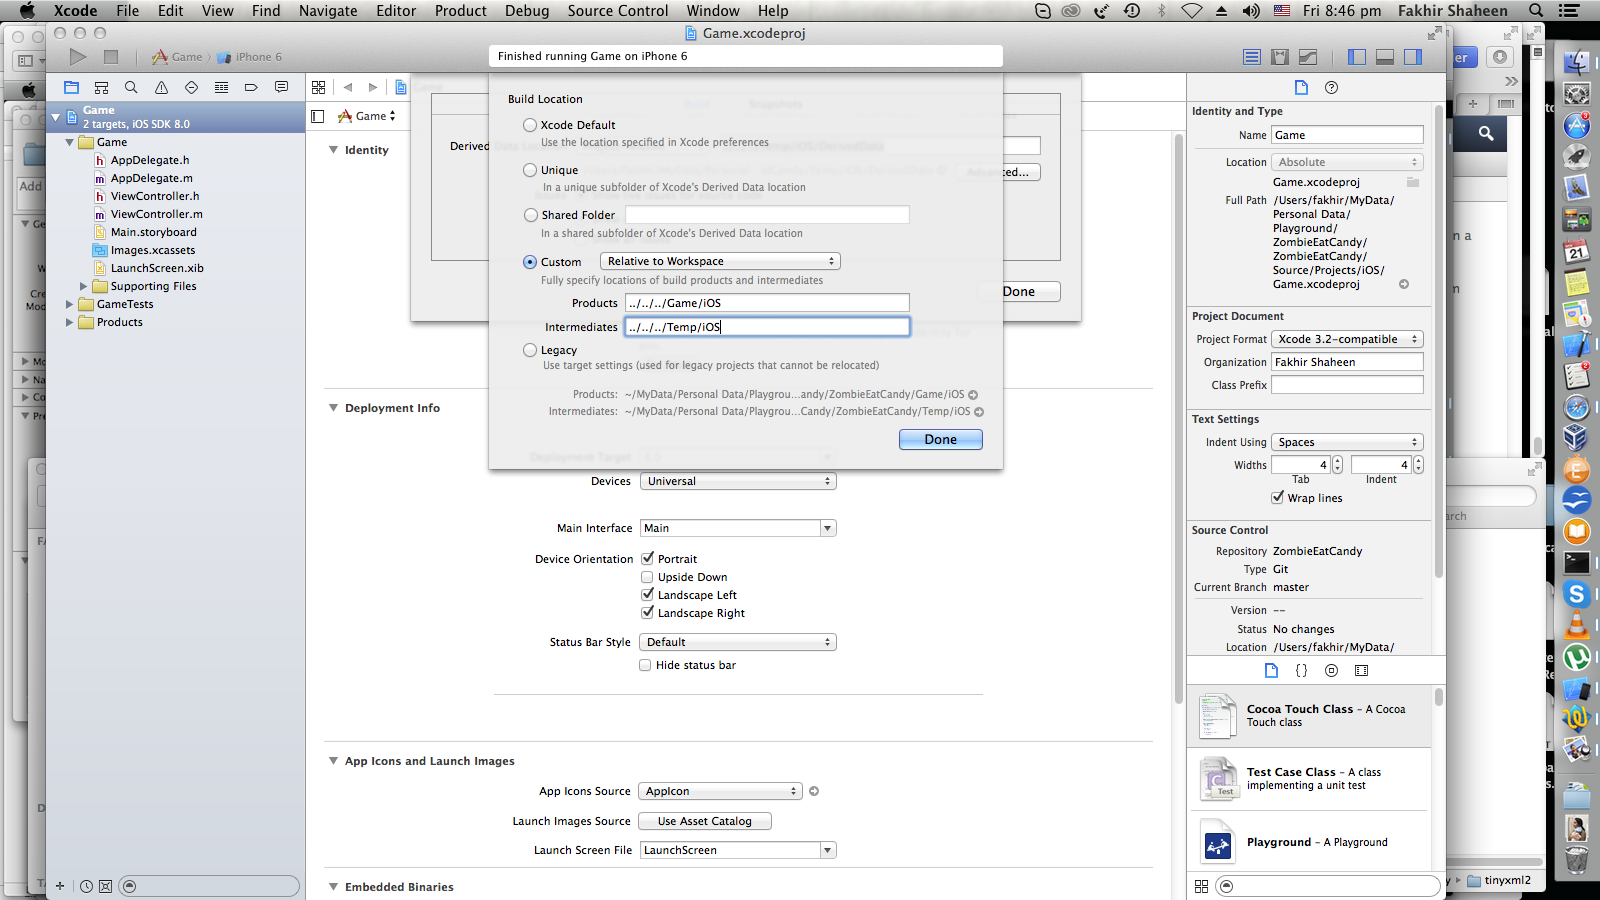 Xcode File Edit View Find Navigate Editor Product Debug Source Control Window Help
Fri 8:46 pm Fakhir Shaheen
Game.xcodeproj
Game iPhone 6
Finished running Game on iPhone 6
Game
2 targets, iOS SDK 8.0
Game
AppDelegate.h
AppDelegate.m
ViewController.h
ViewController.m
Main.storyboard
Images.xcassets
LaunchScreen.xib
Supporting Files
GameTests
Products
Game
Identity
Build Location
Xcode Default
Use the location specified in Xcode preferences
Unique
In a unique subfolder of Xcode's Derived Data location
Shared Folder
In a shared subfolder of Xcode's Derived Data location
Custom Relative to Workspace
Fully specify locations of build products and intermediates
Products ../../../Game/iOS
Intermediates ../../../Temp/iOS
Legacy
Use target settings (used for legacy projects that cannot be relocated)
Products: ~/MyData/Personal Data/Playgrou...andy/ZombieEatCandy/Game/iOS
Intermediates: ~/MyData/Personal Data/Playgrou...Candy/ZombieEatCandy/Temp/iOS
Done
Done
Deployment Info
Deployment Target
Devices Universal
Main Interface Main
Device Orientation Portrait
Upside Down
Landscape Left
Landscape Right
Status Bar Style Default
Hide status bar
App Icons and Launch Images
App Icons Source AppIcon
Launch Images Source Use Asset Catalog
Launch Screen File LaunchScreen
Embedded Binaries
Identity and Type
Name Game
Location Absolute
Game.xcodeproj
Full Path /Users/fakhir/MyData/
Personal Data/
Playground/
ZombieEatCandy/
Source/Projects/iOS/
Game.xcodeproj
Project Document
Project Format Xcode 3.2-compatible
Organization Fakhir Shaheen
Class Prefix
Text Settings
Indent Using Spaces
Widths 4 4
Tab Indent
Wrap lines
Source Control
Repository ZombieEatCandy
Type Git
Current Branch master
Version --
Status No changes
Location /Users/fakhir/MyData/
Cocoa Touch Class - A Cocoa
Touch class
Test Case Class - A class
implementing a unit test
Playground - A Playground
tinyxml2